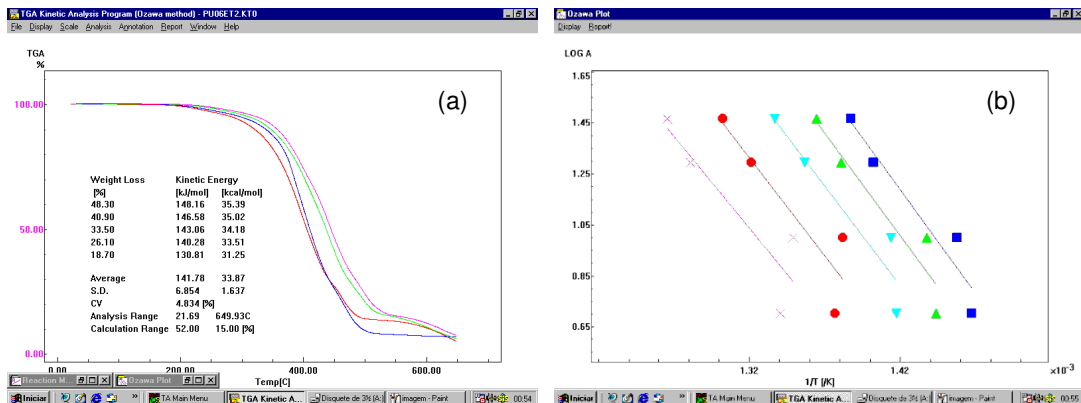 TGA Kinetic Analysis Program (Ozawa method) - PU06ET2.KT0
File Display Scale Analysis Annotation Report Window Help
TGA
%
100.00
50.00
0.00
(a)
Weight Loss Kinetic Energy
[%] [kJ/mol] [kcal/mol]
48.30 148.16 35.39
40.90 146.58 35.02
33.50 143.06 34.18
26.10 140.28 33.51
18.70 130.81 31.25
Average 141.78 33.87
S.D. 6.854 1.637
CV 4.834 [%]
Analysis Range 21.69 649.93C
Calculation Range 52.00 15.00 [%]
0.00 200.00 400.00 600.00
Temp[C]
Reaction M... Ozawa Plot
Iniciar » TA Main Menu TGA Kinetic A... Disquete de 3½ (A:) imagem - Paint 00:54
Ozawa Plot
Display Report
LOG A
1.65
1.45
1.25
1.05
0.85
0.65
(b)
1.32 1.42 ×10⁻³
1/T [/K]
Iniciar » TA Main Menu TGA Kinetic A... Disquete de 3½ (A:) imagem - Paint 00:55